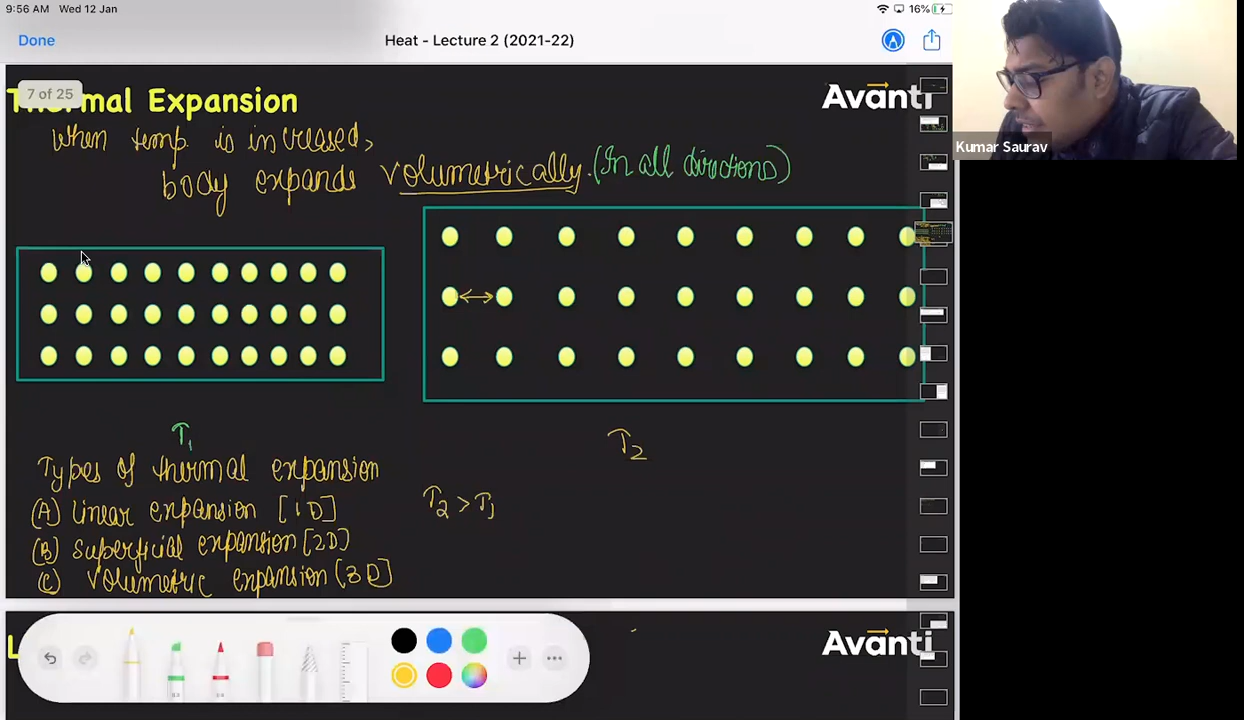 9:56 AM Wed 12 Jan
16%
Done
Heat - Lecture 2 (2021-22)
7 of 25
Thermal Expansion
Avanti
When temp. is increased,
body expands volumetrically. (In all directions)
Kumar Saurav
T1
T2
Types of thermal expansion
(A) linear expansion [1D]
T2 > T1
(B) superficial expansion [2D]
(C) volumetric expansion [3D]
L
Avanti